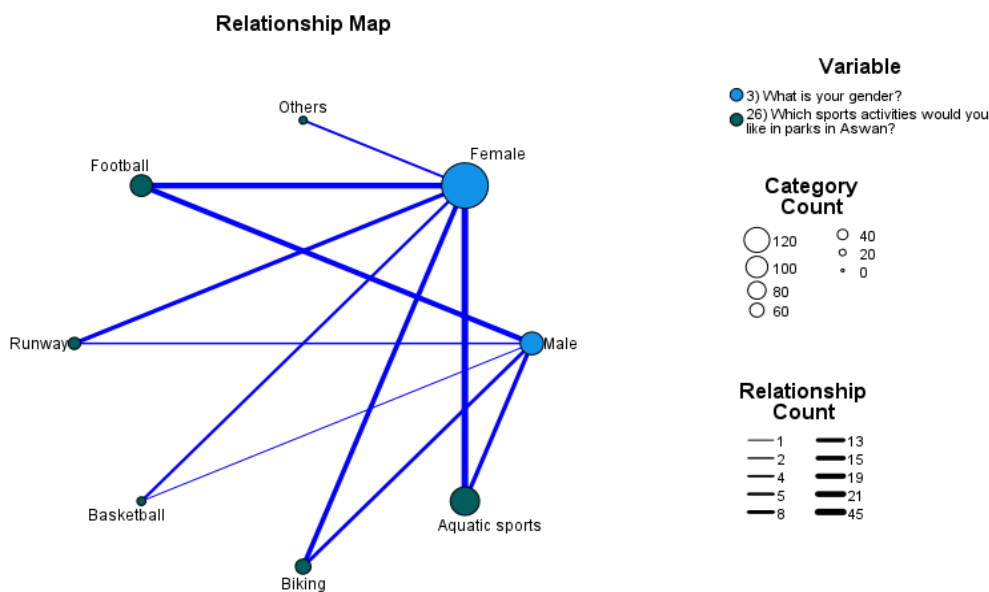 Relationship Map
Others
Female
Football
Runway
Male
Basketball
Aquatic sports
Biking
Variable
3) What is your gender?
26) Which sports activities would you
like in parks in Aswan?
Category
Count
120
100
80
60
40
20
0
Relationship
Count
1
2
4
5
8
13
15
19
21
45